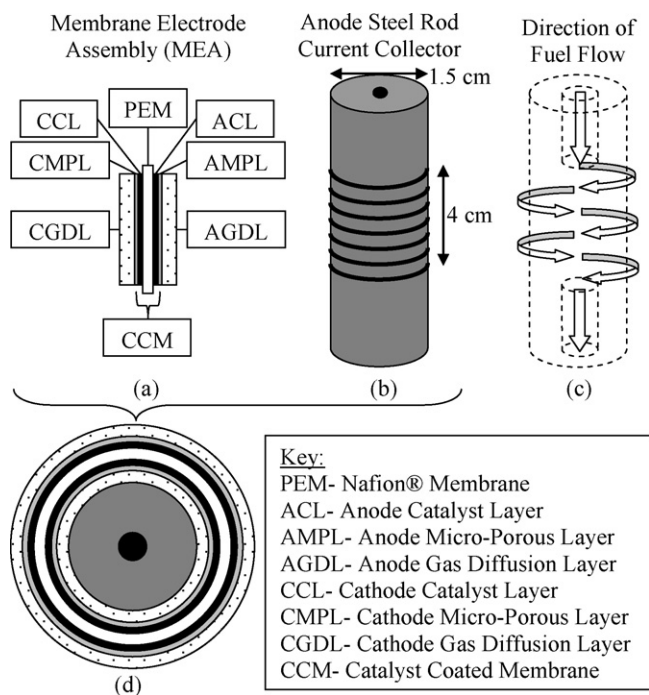 Membrane Electrode
Assembly (MEA)
Anode Steel Rod
Current Collector
Direction of
Fuel Flow
1.5 cm
PEM
CCL
ACL
CMPL
AMPL
CGDL
AGDL
4 cm
CCM
(a)
(b)
(c)
(d)
Key:
PEM- Nafion® Membrane
ACL- Anode Catalyst Layer
AMPL- Anode Micro-Porous Layer
AGDL- Anode Gas Diffusion Layer
CCL- Cathode Catalyst Layer
CMPL- Cathode Micro-Porous Layer
CGDL- Cathode Gas Diffusion Layer
CCM- Catalyst Coated Membrane